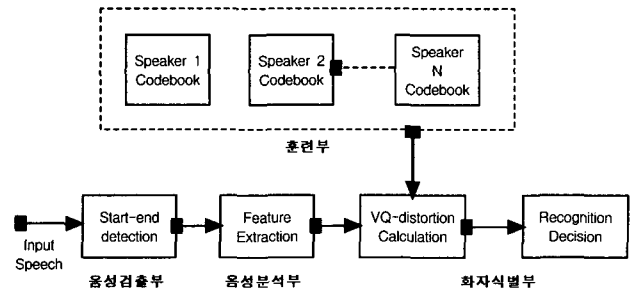 Speaker 1
Codebook
Speaker 2
Codebook
Speaker
N
Codebook
훈련부
Input
Speech
Start-end
detection
Feature
Extraction
VQ-distortion
Calculation
Recognition
Decision
음성검출부
음성분석부
화자식별부